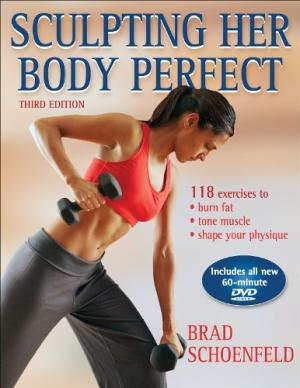 SCULPTING HER
BODY PERFECT
THIRD EDITION
118 exercises to
• burn fat
• tone muscle
• shape your physique
Includes all new
60-minute
DVD
VIDEO
BRAD
SCHOENFELD